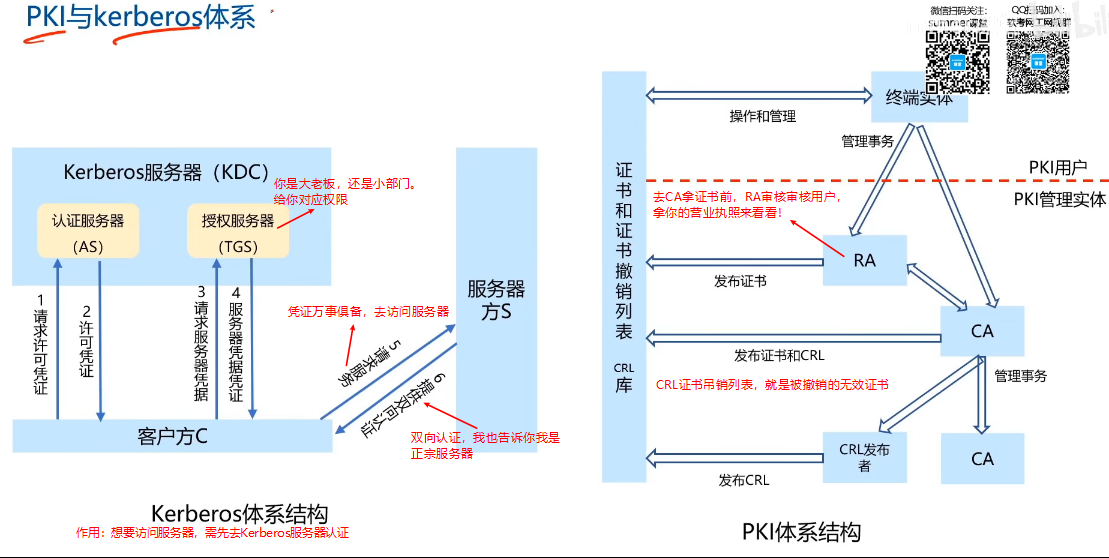 PKI与kerberos体系
微信扫码关注:
summer课堂
QQ扫码加入:
软考网工网规群
Kerberos服务器（KDC）
你是大老板，还是小部门。
给你对应权限
认证服务器
（AS）
授权服务器
（TGS）
1请求许可凭证
2许可凭证
3请求服务器凭据
4服务器凭据凭证
凭证万事俱备，去访问服务器
5请求服务
6提供双向认证
服务器
方S
客户方C
双向认证，我也告诉你我是
正宗服务器
Kerberos体系结构
作用：想要访问服务器，需先去Kerberos服务器认证
证书和证书撤销列表
CRL
库
终端实体
操作和管理
管理事务
PKI用户
PKI管理实体
去CA拿证书前，RA审核审核用户，
拿你的营业执照来看看！
RA
发布证书
CA
发布证书和CRL
管理事务
CRL证书吊销列表，就是被撤销的无效证书
CRL发布
者
CA
发布CRL
PKI体系结构